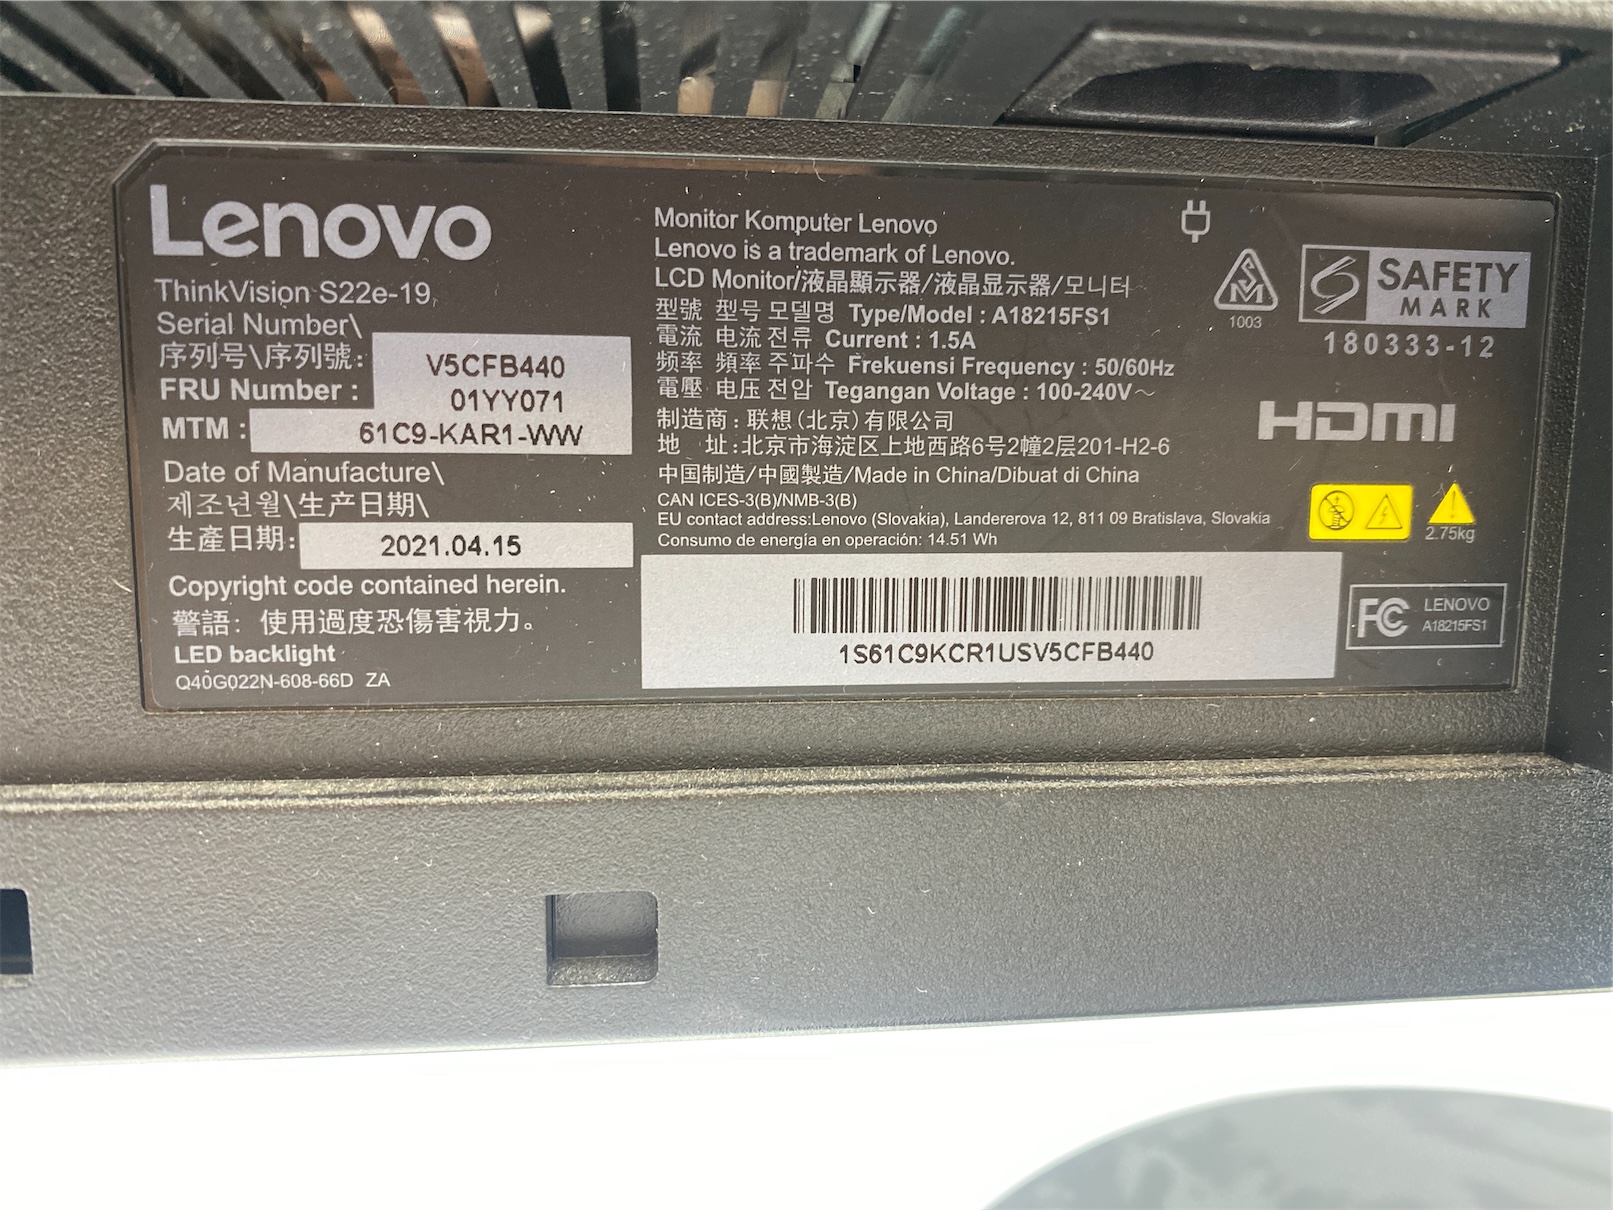 Lenovo
ThinkVision S22e-19
Serial Number\
序列号\序列號: V5CFB440
FRU Number : 01YY071
MTM : 61C9-KAR1-WW
Date of Manufacture\
제조년월\生产日期\
生產日期: 2021.04.15
Copyright code contained herein.
警語: 使用過度恐傷害視力。
LED backlight
Q40G022N-608-66D ZA
Monitor Komputer Lenovo
Lenovo is a trademark of Lenovo.
LCD Monitor/液晶顯示器/液晶显示器/모니터
型號 型号 모델명 Type/Model : A18215FS1
電流 电流 전류 Current : 1.5A
频率 頻率 주파수 Frekuensi Frequency : 50/60Hz
電壓 电压 전압 Tegangan Voltage : 100-240V~
制造商: 联想(北京)有限公司
地 址:北京市海淀区上地西路6号2幢2层201-H2-6
中国制造/中國製造/Made in China/Dibuat di China
CAN ICES-3(B)/NMB-3(B)
EU contact address:Lenovo (Slovakia), Landererova 12, 811 09 Bratislava, Slovakia
Consumo de energía en operación: 14.51 Wh
1S61C9KCR1USV5CFB440
1003
SAFETY
MARK
180333-12
HDMI
2.75kg
FC LENOVO
A18215FS1